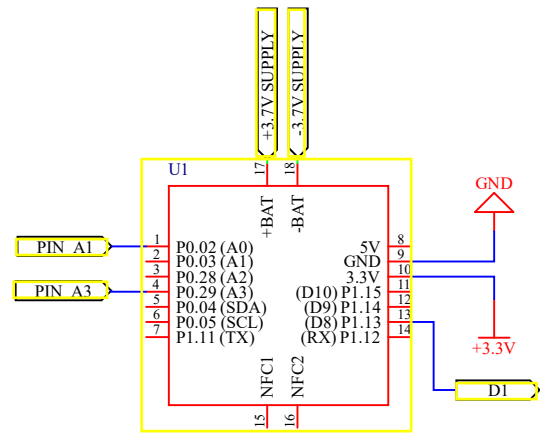 +3.7V SUPPLY
-3.7V SUPPLY
U1
17
18
+BAT
-BAT
GND
PIN A1
PIN A3
1
P0.02 (A0)
2
P0.03 (A1)
3
P0.28 (A2)
4
P0.29 (A3)
5
P0.04 (SDA)
6
P0.05 (SCL)
7
P1.11 (TX)
5V
8
GND
9
3.3V
10
(D10) P1.15
11
(D9) P1.14
12
(D8) P1.13
13
(RX) P1.12
14
+3.3V
D1
NFC1
NFC2
15
16